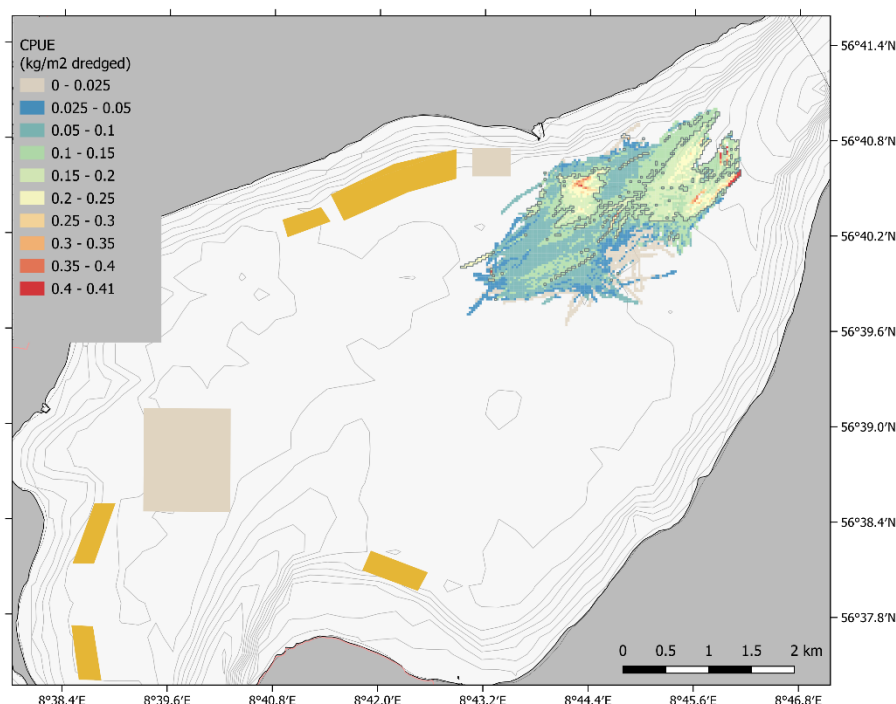 CPUE
(kg/m2 dredged)
0 - 0.025
0.025 - 0.05
0.05 - 0.1
0.1 - 0.15
0.15 - 0.2
0.2 - 0.25
0.25 - 0.3
0.3 - 0.35
0.35 - 0.4
0.4 - 0.41
56°41.4′N
56°40.8′N
56°40.2′N
56°39.6′N
56°39.0′N
56°38.4′N
56°37.8′N
0 0.5 1 1.5 2 km
8°38.4′E 8°39.6′E 8°40.8′E 8°42.0′E 8°43.2′E 8°44.4′E 8°45.6′E 8°46.8′E